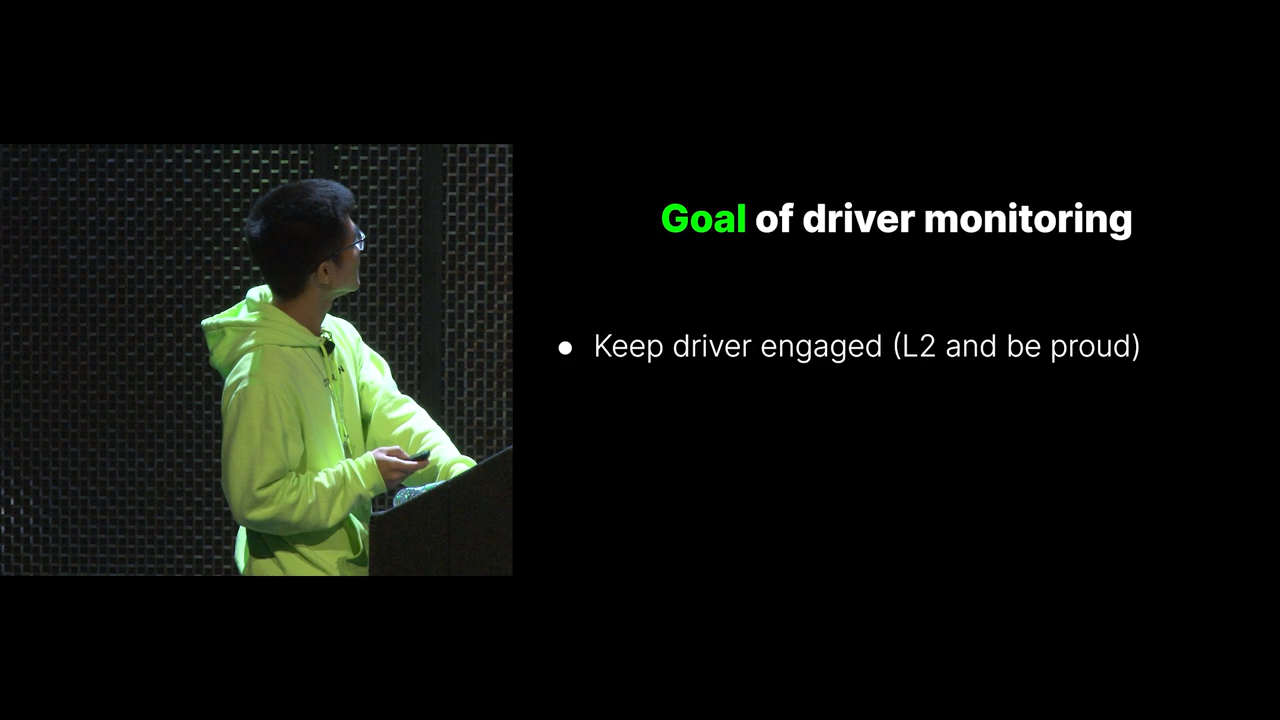 Goal of driver monitoring
● Keep driver engaged (L2 and be proud)